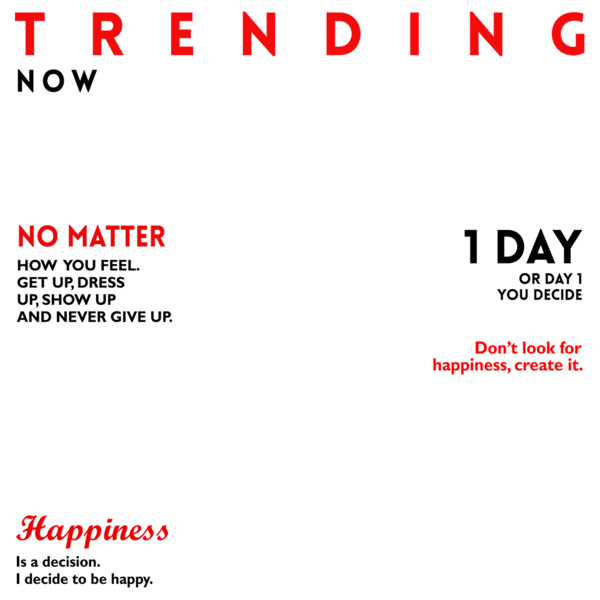 TRENDING
NOW
NO MATTER
HOW YOU FEEL.
GET UP, DRESS
UP, SHOW UP
AND NEVER GIVE UP.
1 DAY
OR DAY 1
YOU DECIDE
Don't look for
happiness, create it.
Happiness
Is a decision.
I decide to be happy.